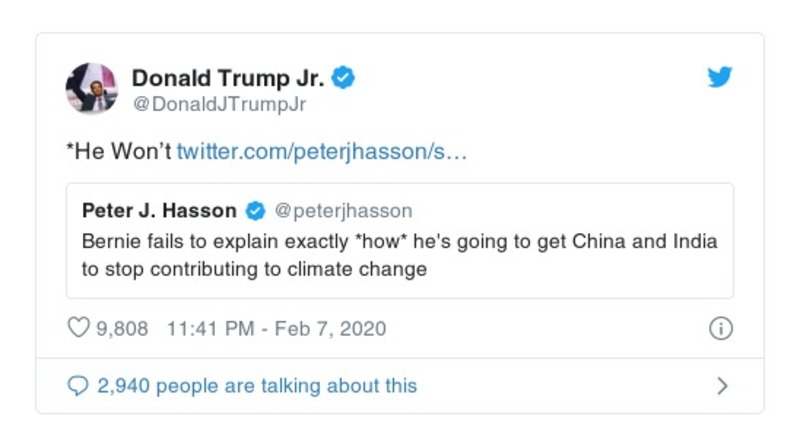 Donald Trump Jr.
@DonaldJTrumpJr
*He Won’t twitter.com/peterjhasson/s…
Peter J. Hasson @peterjhasson
Bernie fails to explain exactly *how* he's going to get China and India
to stop contributing to climate change
9,808 11:41 PM - Feb 7, 2020
2,940 people are talking about this